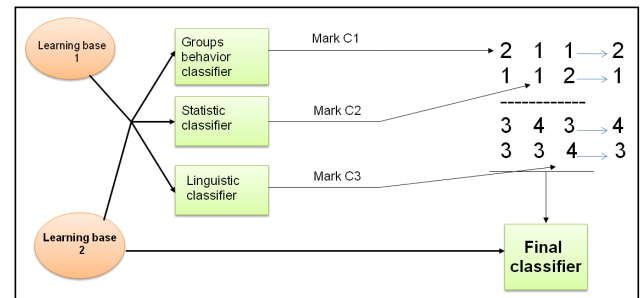 Learning base
1
Groups
behavior
classifier
Mark C1
2 1 1 2
1 1 2 1
------------
Statistic
classifier
Mark C2
3 4 3 4
3 3 4 3
Linguistic
classifier
Mark C3
Learning base
2
Final
classifier